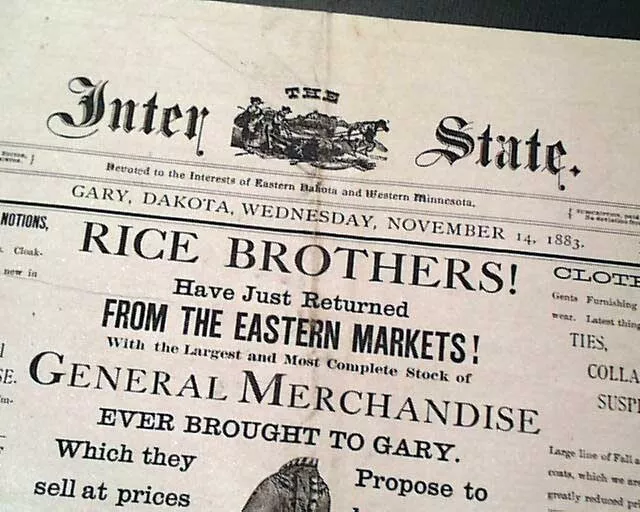 THE
Inter State.
Devoted to the Interests of Eastern Dakota and Western Minnesota.
GARY, DAKOTA, WEDNESDAY, NOVEMBER 14, 1883.
NOTIONS,
Cloak-
new in
RICE BROTHERS!
Have Just Returned
FROM THE EASTERN MARKETS!
With the Largest and Most Complete Stock of
GENERAL MERCHANDISE
EVER BROUGHT TO GARY.
Which they
sell at prices
Propose to
CLOTH
Gents Furnishing
wear. Latest thing
TIES,
COLLA
SUSP
Large line of Fall a
coats, which we are
greatly reduced pri